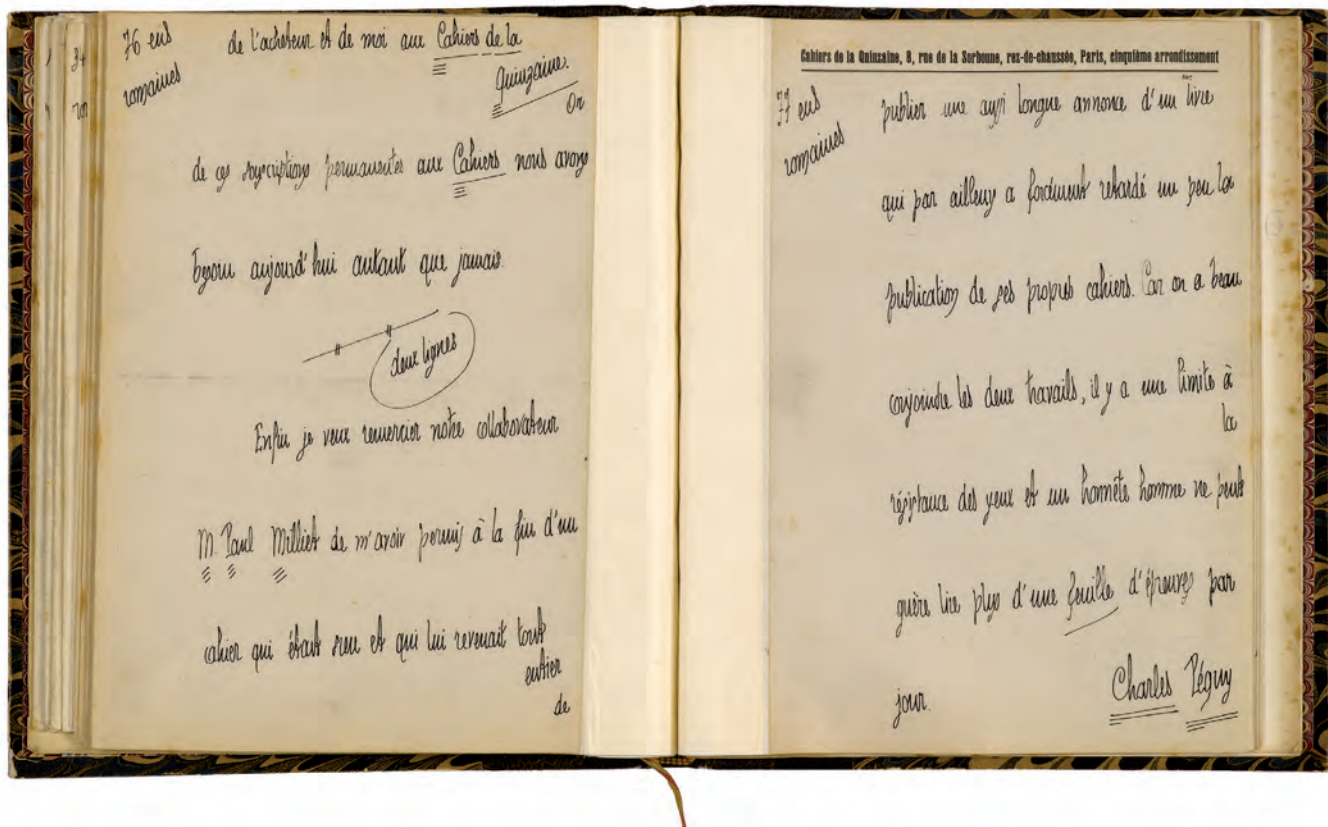 1 34
4 701
76 eus
romaines
de l'acheteur et de moi aux Cahiers de la
Quinzaine.
Or
de ces souscriptions permanentes aux Cahiers nous avons
besoin aujourd'hui autant que jamais.
deux lignes
Enfin je veux remercier notre collaborateur
M. Paul Milliet de m'avoir permis à la fin d'un
cahier qui était sien et qui lui revenait tout
entier
de
Cahiers de la Quinzaine, 8, rue de la Sorbonne, rez-de-chaussée, Paris, cinquième arrondissement
77 eus
romaines
publier une aussi longue annonce d'un livre
qui par ailleurs a forcément retardé un peu la
publication de ses propres cahiers. Car on a beau
conjoindre les deux travails, il y a une limite à
la
résistance des yeux et un honnête homme ne peut
guère lire plus d'une feuille d'épreuves par
jour.
Charles Péguy